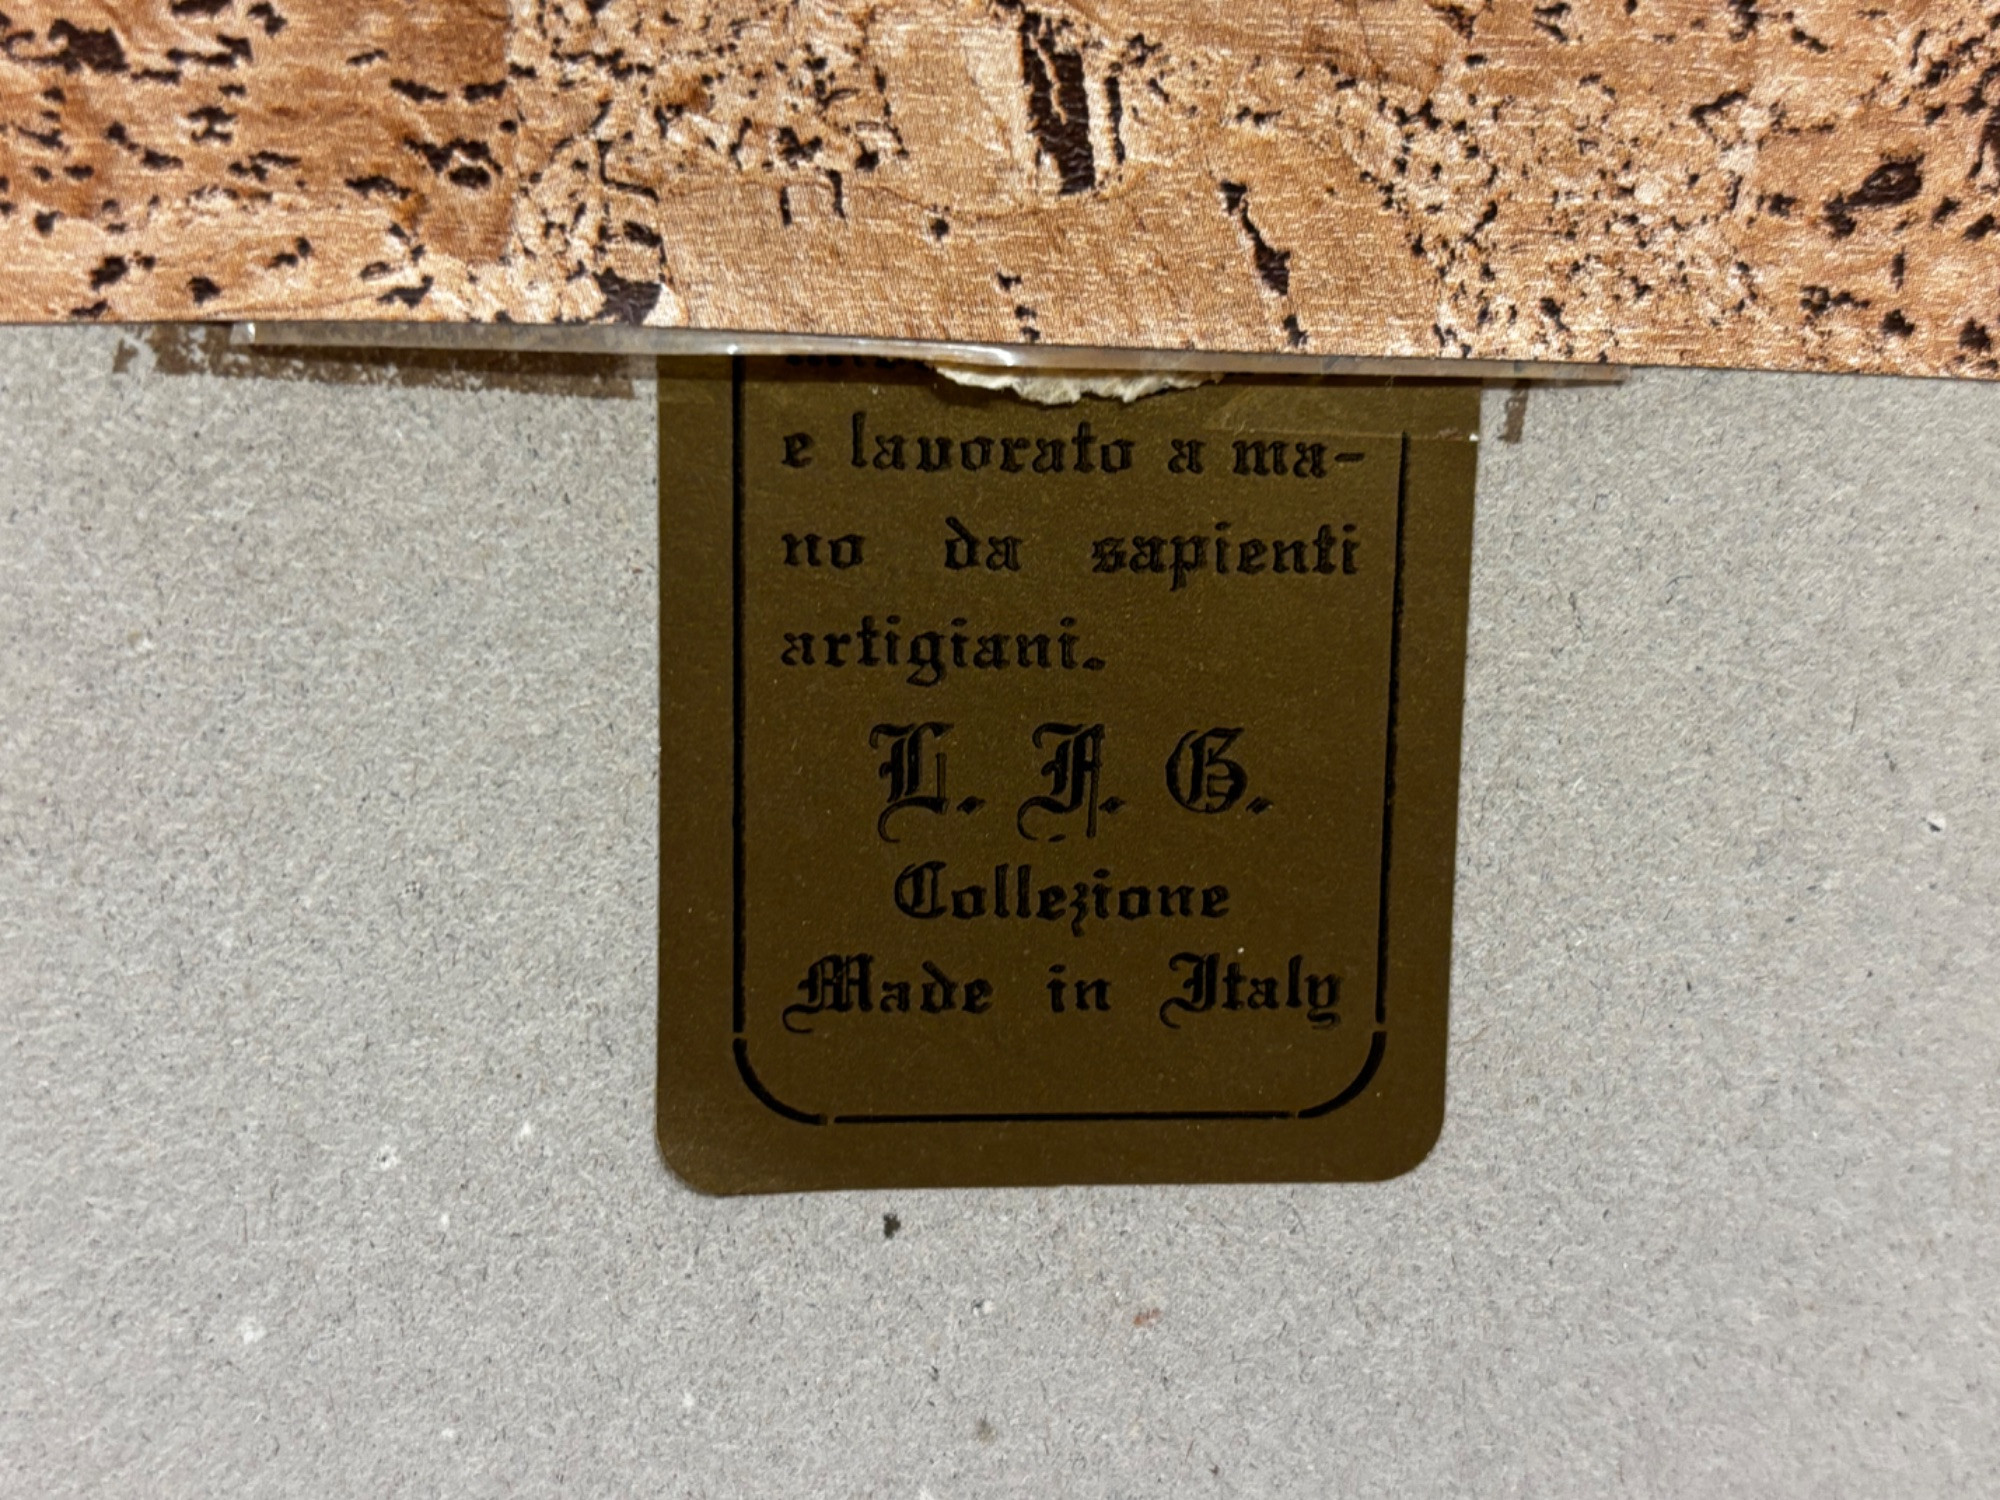 e lavorato a ma-
no da sapienti
artigiani.
L. F. G.
Collezione
Made in Italy